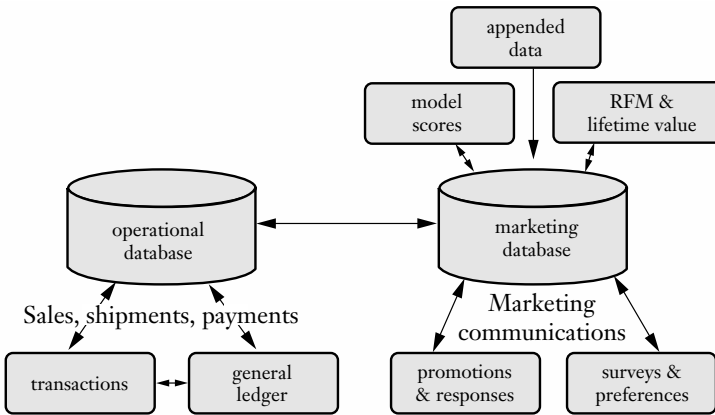 appended
data
model
scores
RFM &
lifetime value
operational
database
marketing
database
Sales, shipments, payments
Marketing
communications
transactions
general
ledger
promotions
& responses
surveys &
preferences